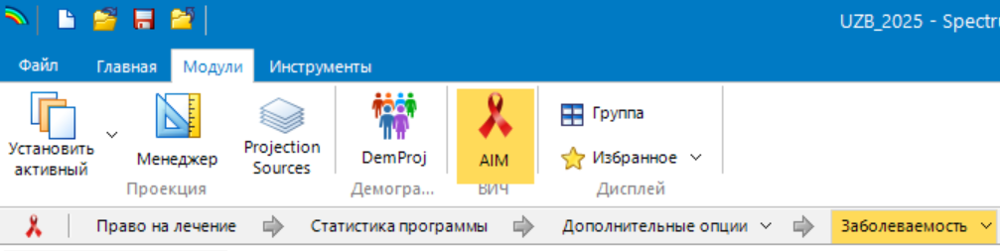 UZB_2025 - Spectru
Файл Главная Модули Инструменты
Установить активный
Менеджер
Projection Sources
Проекция
DemProj
Демогра...
AIM
ВИЧ
Группа
Избранное
Дисплей
Право на лечение Статистика программы Дополнительные опции Заболеваемость